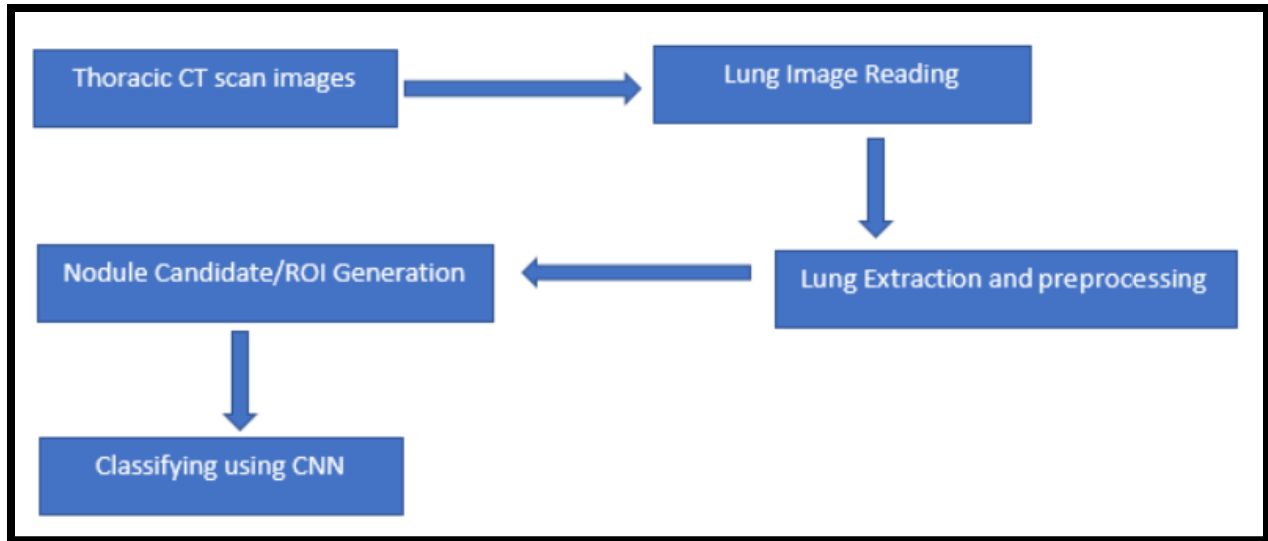 Thoracic CT scan images
Lung Image Reading
Lung Extraction and preprocessing
Nodule Candidate/ROI Generation
Classifying using CNN